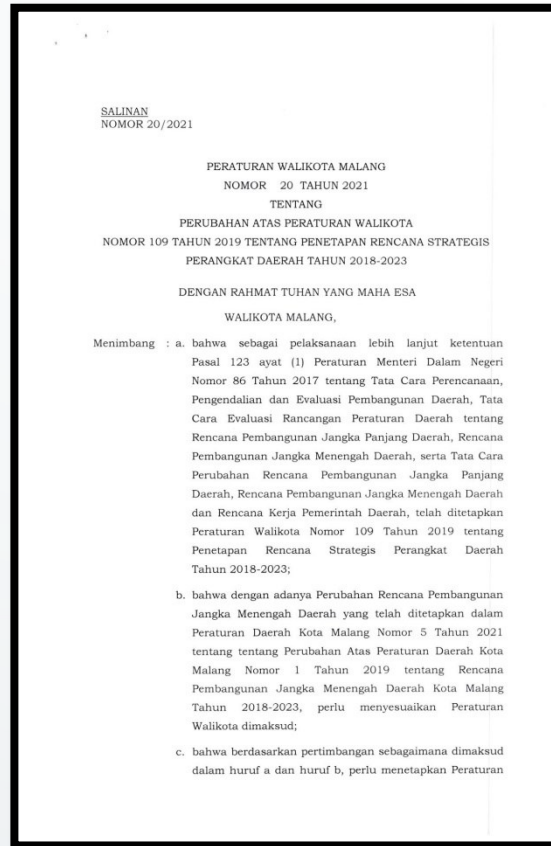 SALINAN
NOMOR 20/2021
PERATURAN WALIKOTA MALANG
NOMOR 20 TAHUN 2021
TENTANG
PERUBAHAN ATAS PERATURAN WALIKOTA
NOMOR 109 TAHUN 2019 TENTANG PENETAPAN RENCANA STRATEGIS
PERANGKAT DAERAH TAHUN 2018-2023
DENGAN RAHMAT TUHAN YANG MAHA ESA
WALIKOTA MALANG,
Menimbang : a. bahwa sebagai pelaksanaan lebih lanjut ketentuan
Pasal 123 ayat (1) Peraturan Menteri Dalam Negeri
Nomor 86 Tahun 2017 tentang Tata Cara Perencanaan,
Pengendalian dan Evaluasi Pembangunan Daerah, Tata
Cara Evaluasi Rancangan Peraturan Daerah tentang
Rencana Pembangunan Jangka Panjang Daerah, Rencana
Pembangunan Jangka Menengah Daerah, serta Tata Cara
Perubahan Rencana Pembangunan Jangka Panjang
Daerah, Rencana Pembangunan Jangka Menengah Daerah
dan Rencana Kerja Pemerintah Daerah, telah ditetapkan
Peraturan Walikota Nomor 109 Tahun 2019 tentang
Penetapan Rencana Strategis Perangkat Daerah
Tahun 2018-2023;
b. bahwa dengan adanya Perubahan Rencana Pembangunan
Jangka Menengah Daerah yang telah ditetapkan dalam
Peraturan Daerah Kota Malang Nomor 5 Tahun 2021
tentang tentang Perubahan Atas Peraturan Daerah Kota
Malang Nomor 1 Tahun 2019 tentang Rencana
Pembangunan Jangka Menengah Daerah Kota Malang
Tahun 2018-2023, perlu menyesuaikan Peraturan
Walikota dimaksud;
c. bahwa berdasarkan pertimbangan sebagaimana dimaksud
dalam huruf a dan huruf b, perlu menetapkan Peraturan